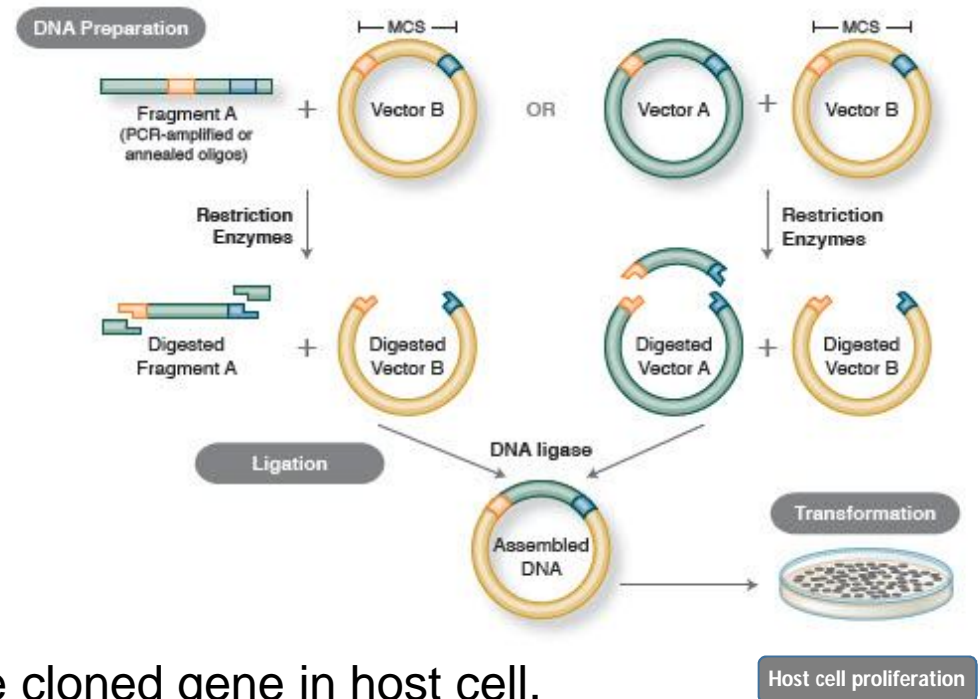 DNA Preparation
MCS
MCS
Fragment A
(PCR-amplified or
annealed oligos)
+
Vector B
OR
Vector A
+
Vector B
Restriction
Enzymes
Restriction
Enzymes
Digested
Fragment A
+
Digested
Vector B
Digested
Vector A
+
Digested
Vector B
Ligation
DNA ligase
Assembled
DNA
Transformation
cloned gene in host cell.
Host cell proliferation